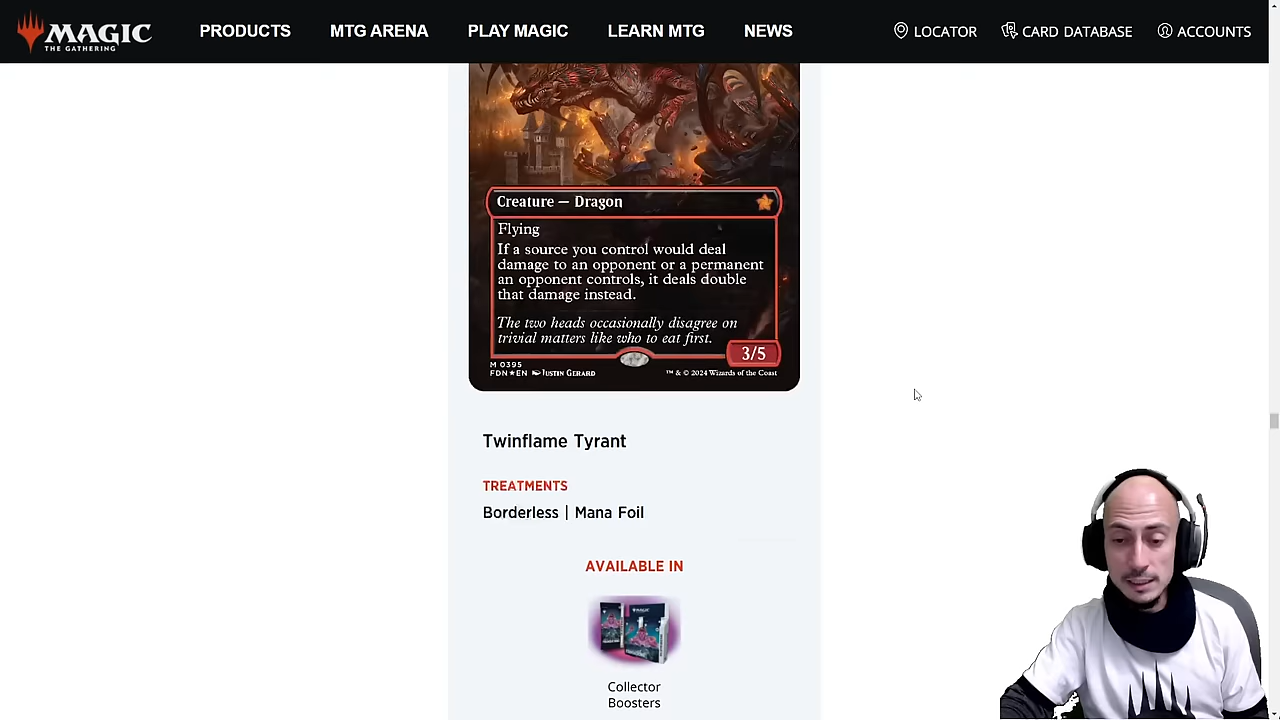 MAGIC
THE GATHERING
PRODUCTS
MTG ARENA
PLAY MAGIC
LEARN MTG
NEWS
LOCATOR
CARD DATABASE
ACCOUNTS
Creature — Dragon
Flying
If a source you control would deal
damage to an opponent or a permanent
an opponent controls, it deals double
that damage instead.
The two heads occasionally disagree on
trivial matters like who to eat first.
3/5
M 0395
FDN★EN Justin Gerard
™ & © 2024 Wizards of the Coast
Twinflame Tyrant
TREATMENTS
Borderless | Mana Foil
AVAILABLE IN
Collector
Boosters